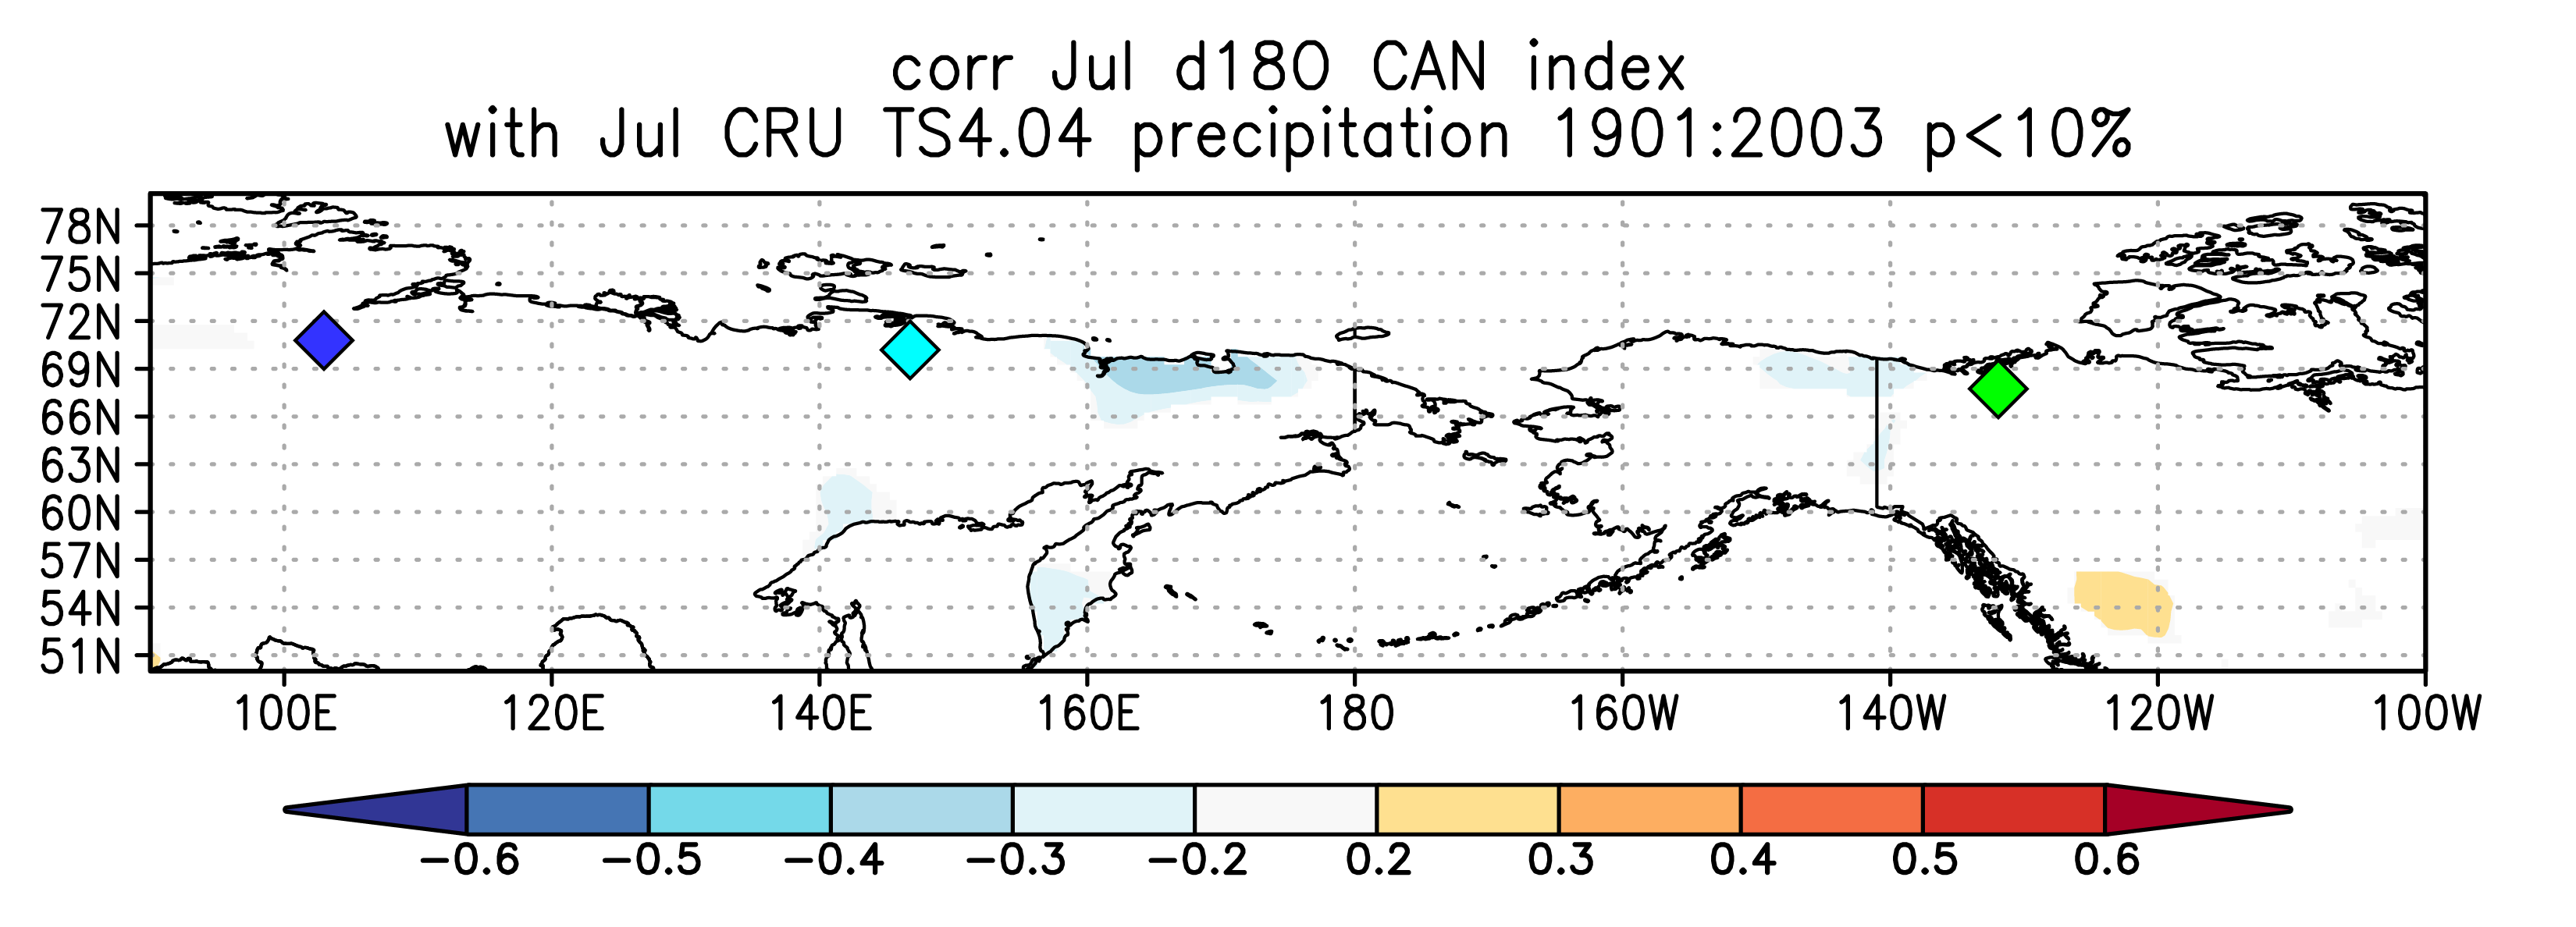 corr Jul d18O CAN index
with Jul CRU TS4.04 precipitation 1901:2003 p<10%
78N
75N
72N
69N
66N
63N
60N
57N
54N
51N
100E 120E 140E 160E 180 160W 140W 120W 100W
−0.6 −0.5 −0.4 −0.3 −0.2 0.2 0.3 0.4 0.5 0.6